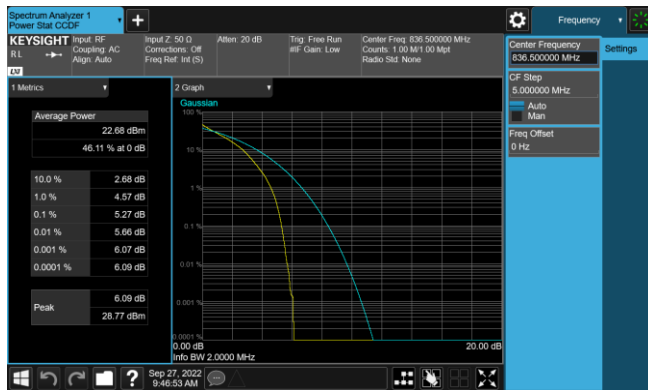 Spectrum Analyzer 1
Power Stat CCDF
Frequency
KEYSIGHT
RL
LXI
Input: RF
Coupling: AC
Align: Auto
Input Z: 50 Ω
Corrections: Off
Freq Ref: Int (S)
Atten: 20 dB
Trig: Free Run
#IF Gain: Low
Center Freq: 836.500000 MHz
Counts: 1.00 M/1.00 Mpt
Radio Std: None
Center Frequency
836.500000 MHz
Settings
CF Step
5.000000 MHz
Auto
Man
Freq Offset
0 Hz
1 Metrics
Average Power
22.68 dBm
46.11 % at 0 dB
10.0 % 2.68 dB
1.0 % 4.57 dB
0.1 % 5.27 dB
0.01 % 5.66 dB
0.001 % 6.07 dB
0.0001 % 6.09 dB
Peak
6.09 dB
28.77 dBm
2 Graph
Gaussian
100 %
10 %
1 %
0.1 %
0.01 %
0.001 %
0.0001 %
0.00 dB
20.00 dB
Info BW 2.0000 MHz
?
Sep 27, 2022
9:46:53 AM